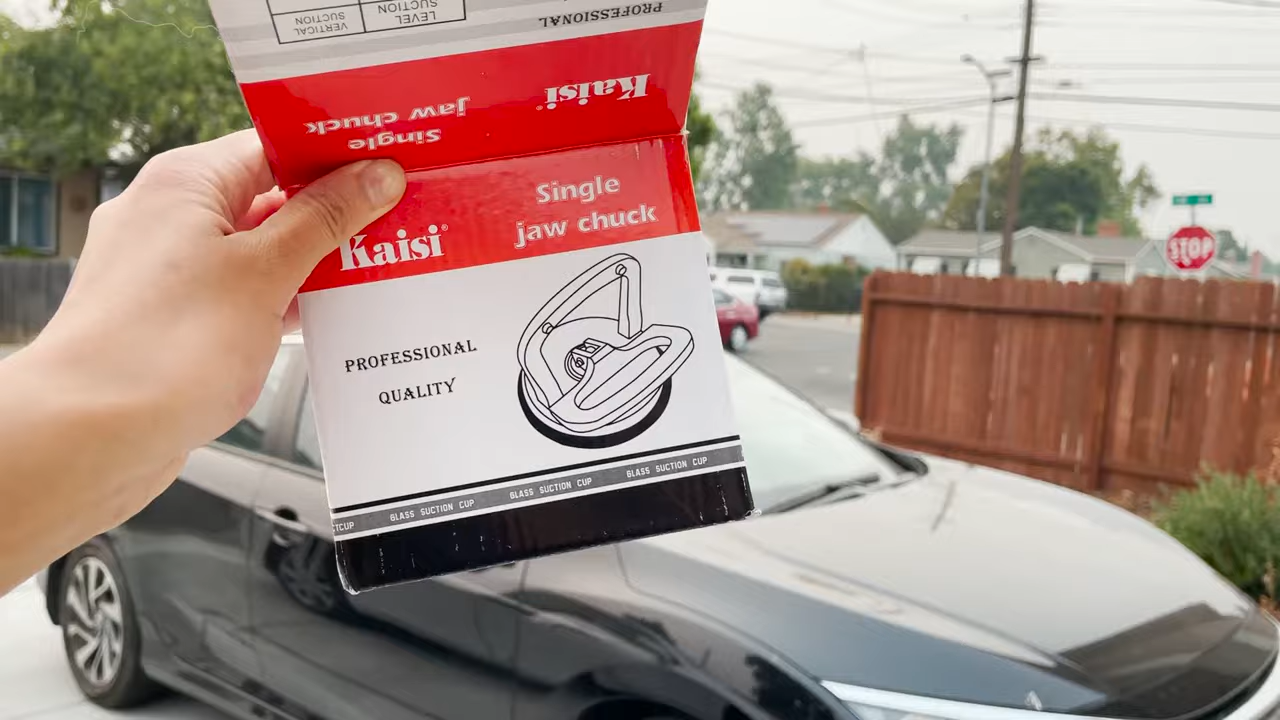 PROFESSIONAL
LEVEL SUCTION
VERTICAL SUCTION
Kaisi®
Single
jaw chuck
Single
jaw chuck
Kaisi®
PROFESSIONAL
QUALITY
TCUP GLASS SUCTION CUP GLASS SUCTION CUP GLASS SUCTION CUP
STOP